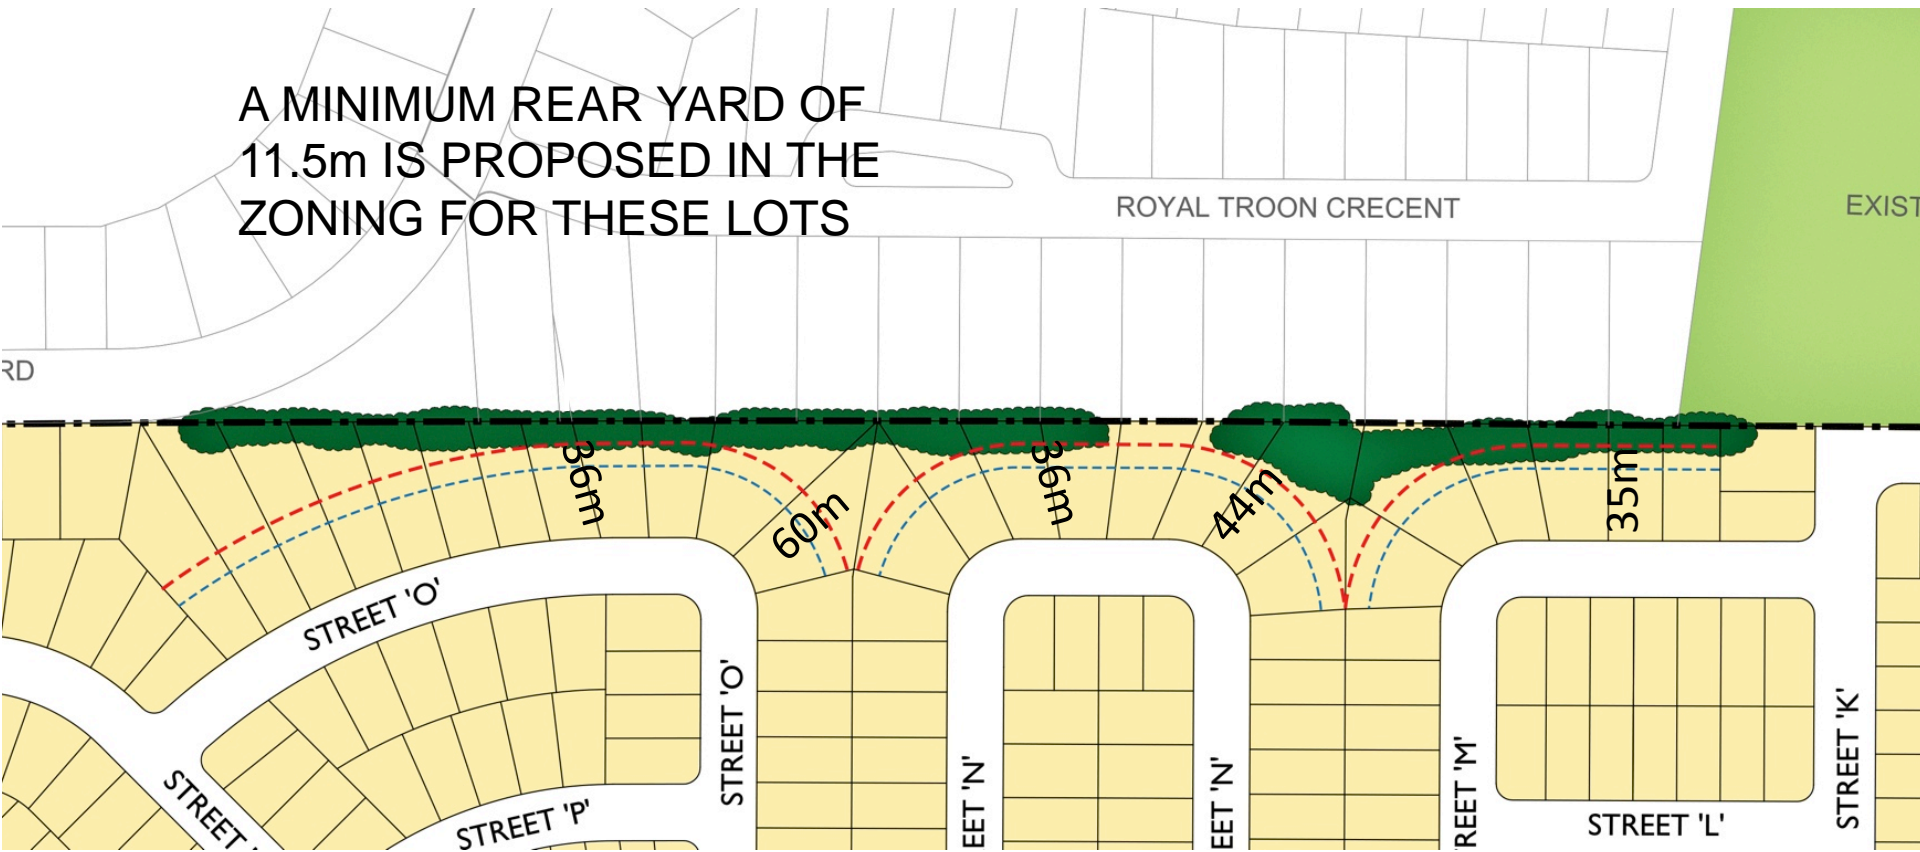 A MINIMUM REAR YARD OF
11.5m IS PROPOSED IN THE
ZONING FOR THESE LOTS
ROYAL TROON CRECENT
EXIST
RD
36m
60m
36m
44m
35m
STREET 'O'
STREET 'O'
STREET '
STREET 'P'
EET 'N'
EET 'N'
REET 'M'
STREET 'L'
STREET 'K'